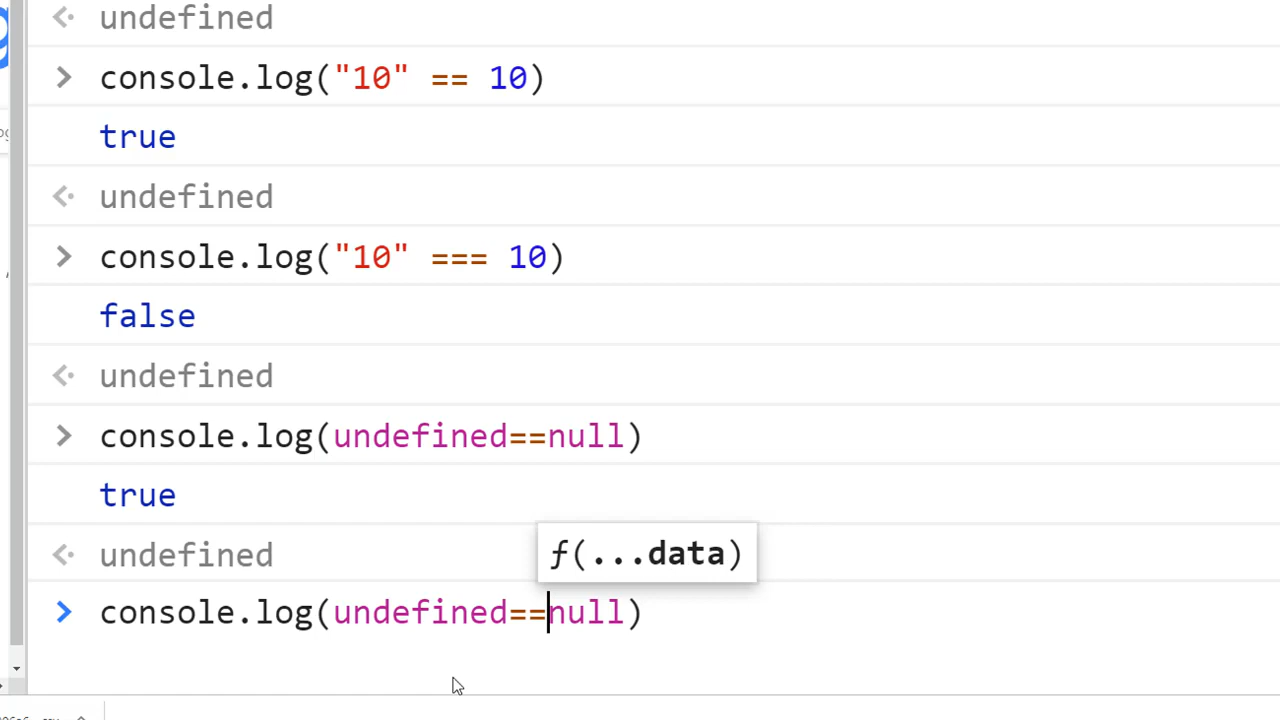 undefined
console.log("10" == 10)
true
undefined
console.log("10" === 10)
false
undefined
console.log(undefined==null)
true
undefined
ƒ(...data)
console.log(undefined==null)